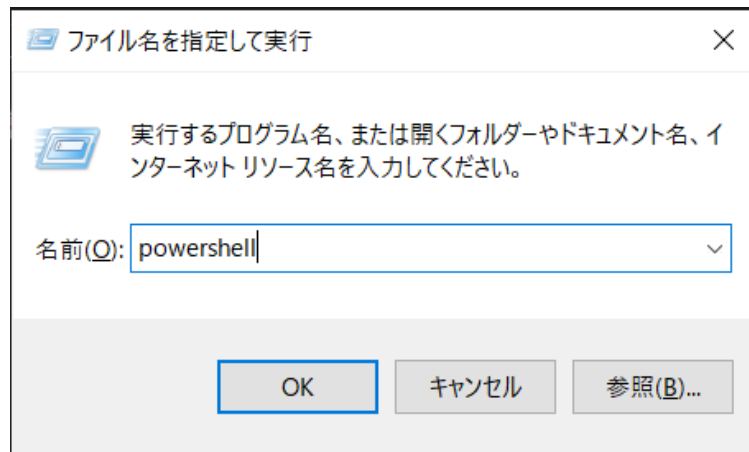 ファイル名を指定して実行
実行するプログラム名、または開くフォルダーやドキュメント名、イ
ンターネット リソース名を入力してください。
名前(O): powershell
OK キャンセル 参照(B)...